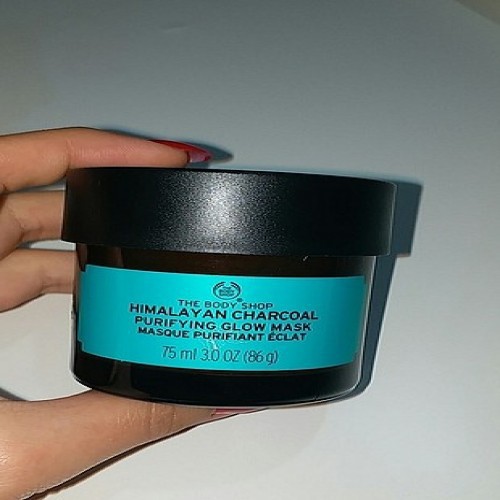 THE BODY SHOP®
HIMALAYAN CHARCOAL
PURIFYING GLOW MASK
MASQUE PURIFIANT ÉCLAT
75 ml 3.0 OZ (86 g)